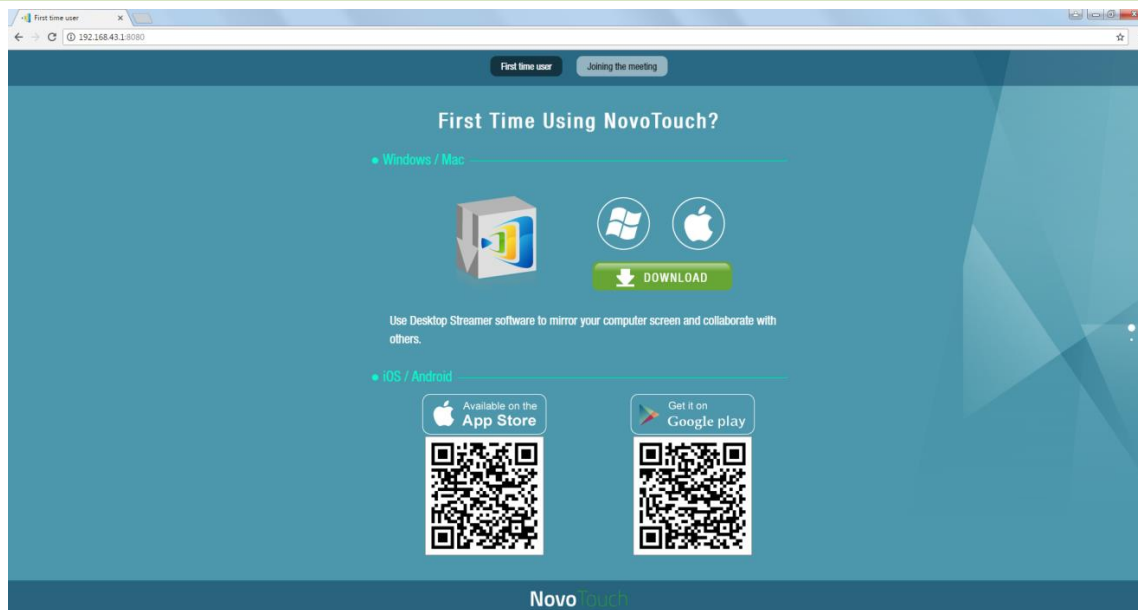 First time user
192.168.43.1:8080
First time user
Joining the meeting
First Time Using NovoTouch?
Windows / Mac
DOWNLOAD
Use Desktop Streamer software to mirror your computer screen and collaborate with
others.
iOS / Android
Available on the
App Store
Get it on
Google play
NovoTouch